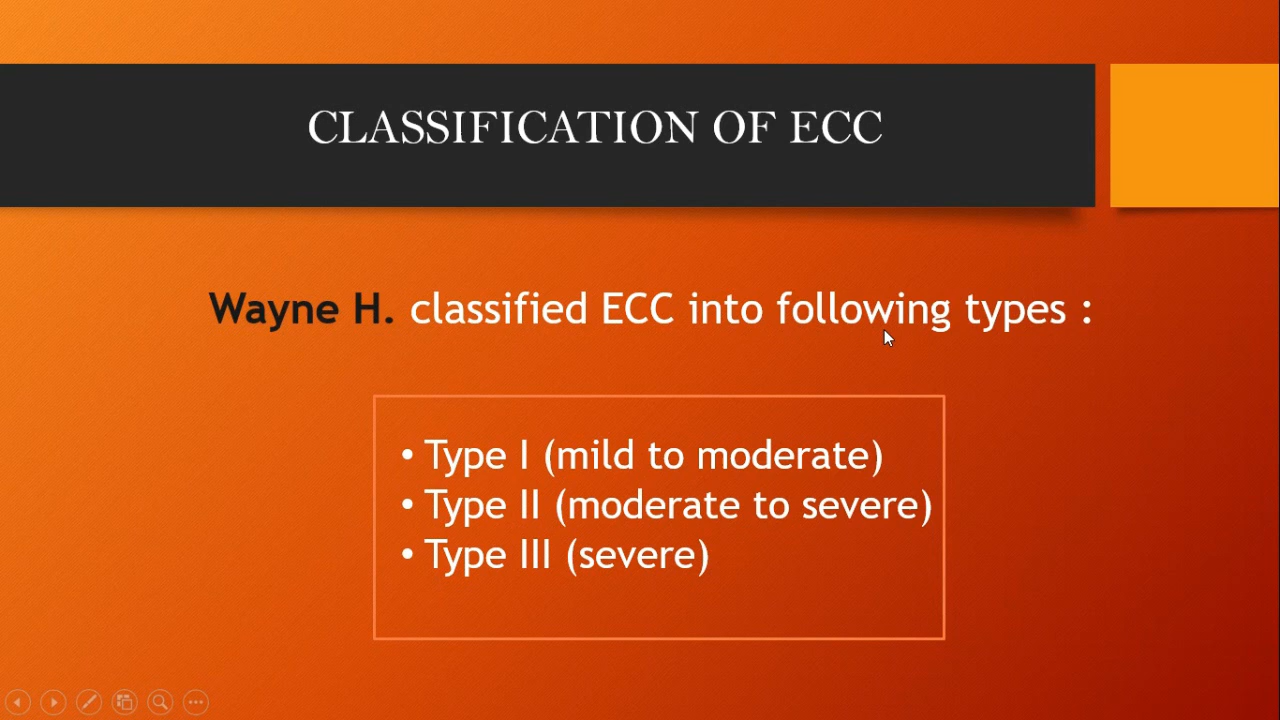 CLASSIFICATION OF ECC
Wayne H. classified ECC into following types :
• Type I (mild to moderate)
• Type II (moderate to severe)
• Type III (severe)